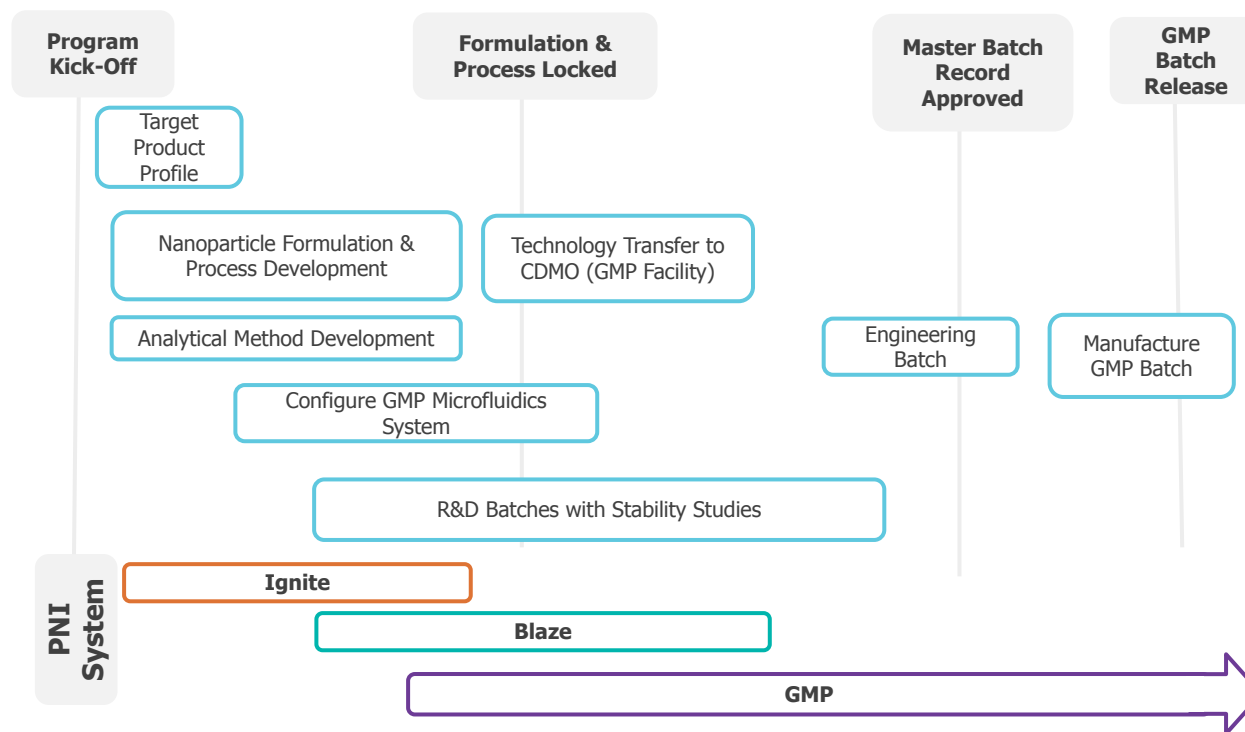 Program
Kick-Off
Formulation &
Process Locked
Master Batch
Record
Approved
GMP
Batch
Release
Target
Product
Profile
Nanoparticle Formulation &
Process Development
Technology Transfer to
CDMO (GMP Facility)
Analytical Method Development
Engineering
Batch
Manufacture
GMP Batch
Configure GMP Microfluidics
System
R&D Batches with Stability Studies
PNI
System
Ignite
Blaze
GMP